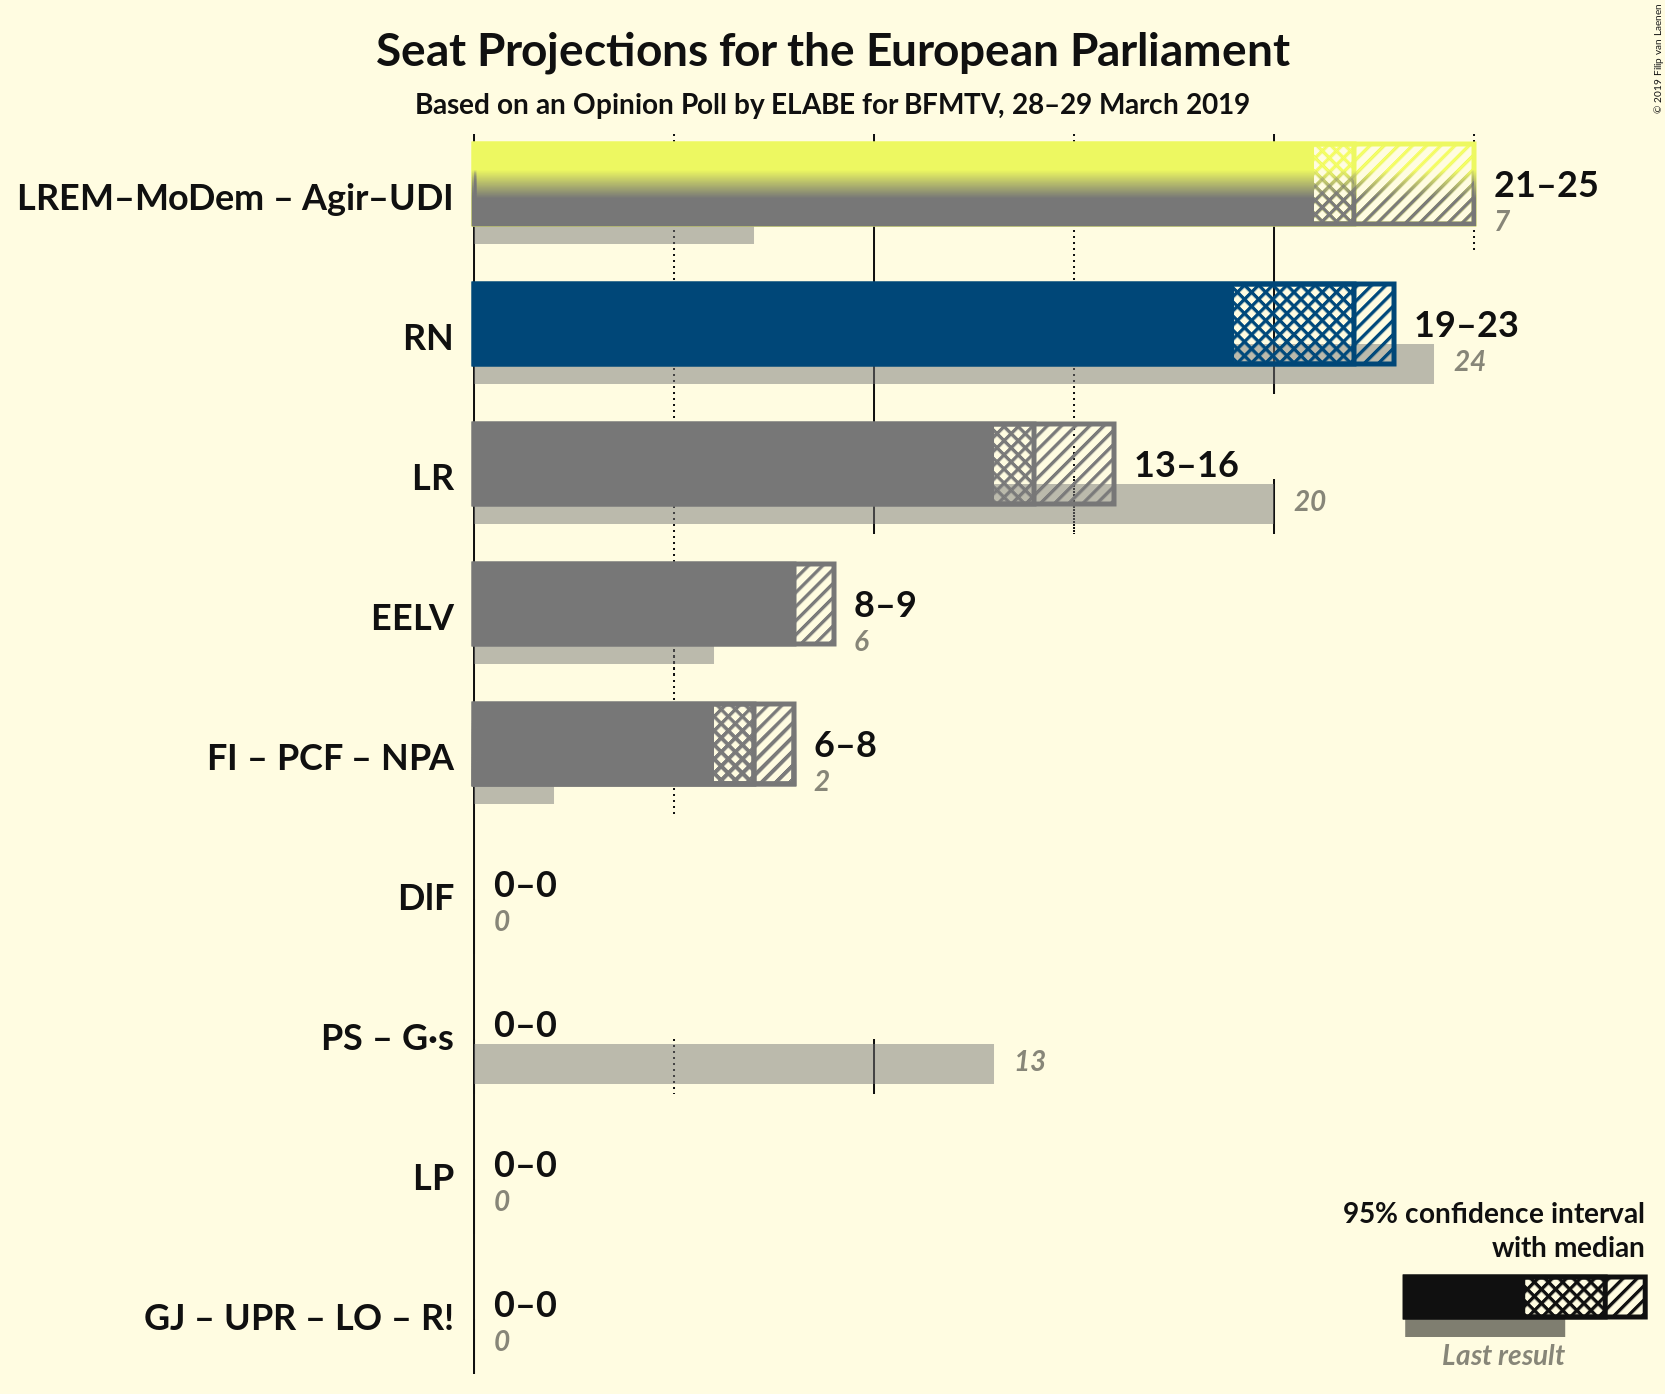 Seat Projections for the European Parliament
Based on an Opinion Poll by ELABE for BFMTV, 28–29 March 2019
© 2019 Filip van Laenen
LREM–MoDem – Agir–UDI
21–25
7
RN
19–23
24
LR
13–16
20
EELV
8–9
6
FI – PCF – NPA
6–8
2
DlF
0–0
0
PS – G·s
0–0
13
LP
0–0
0
GJ – UPR – LO – R!
0–0
0
95% confidence interval
with median
Last result